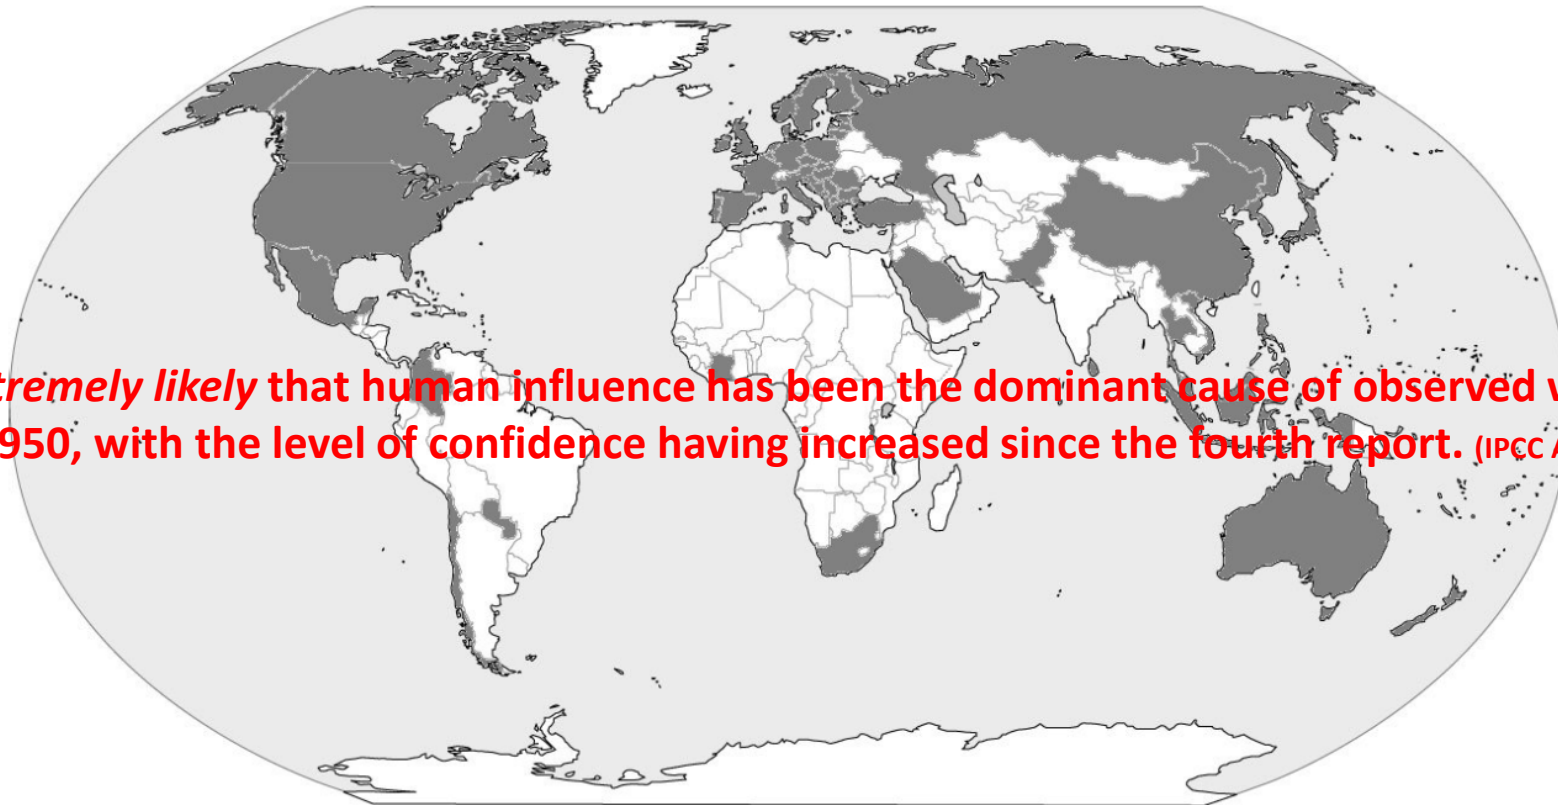 tremely likely that human influence has been the dominant cause of observed w
950, with the level of confidence having increased since the fourth report. (IPCC A